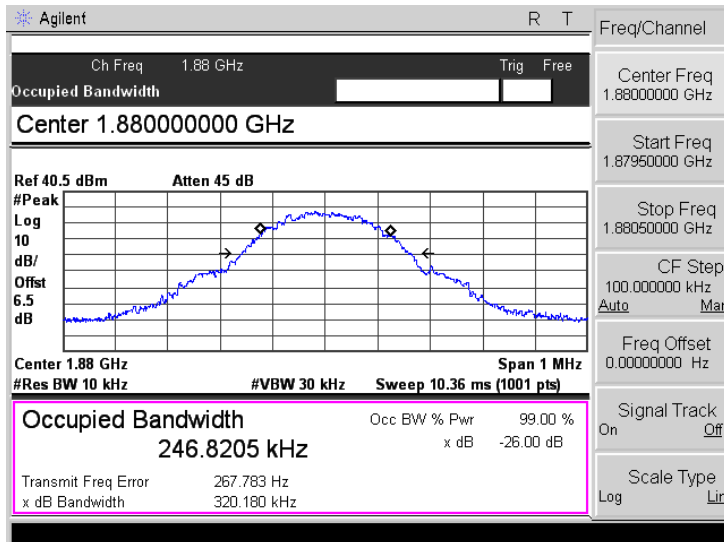 Agilent R T
Ch Freq 1.88 GHz Trig Free
Occupied Bandwidth
Center 1.880000000 GHz
Ref 40.5 dBm Atten 45 dB
#Peak
Log
10
dB/
Offst
6.5
dB
Center 1.88 GHz Span 1 MHz
#Res BW 10 kHz #VBW 30 kHz Sweep 10.36 ms (1001 pts)
Occupied Bandwidth Occ BW % Pwr 99.00 %
246.8205 kHz x dB -26.00 dB
Transmit Freq Error 267.783 Hz
x dB Bandwidth 320.180 kHz
Freq/Channel
Center Freq
1.88000000 GHz
Start Freq
1.87950000 GHz
Stop Freq
1.88050000 GHz
CF Step
100.000000 kHz
Auto Man
Freq Offset
0.00000000 Hz
Signal Track
On Off
Scale Type
Log Lin